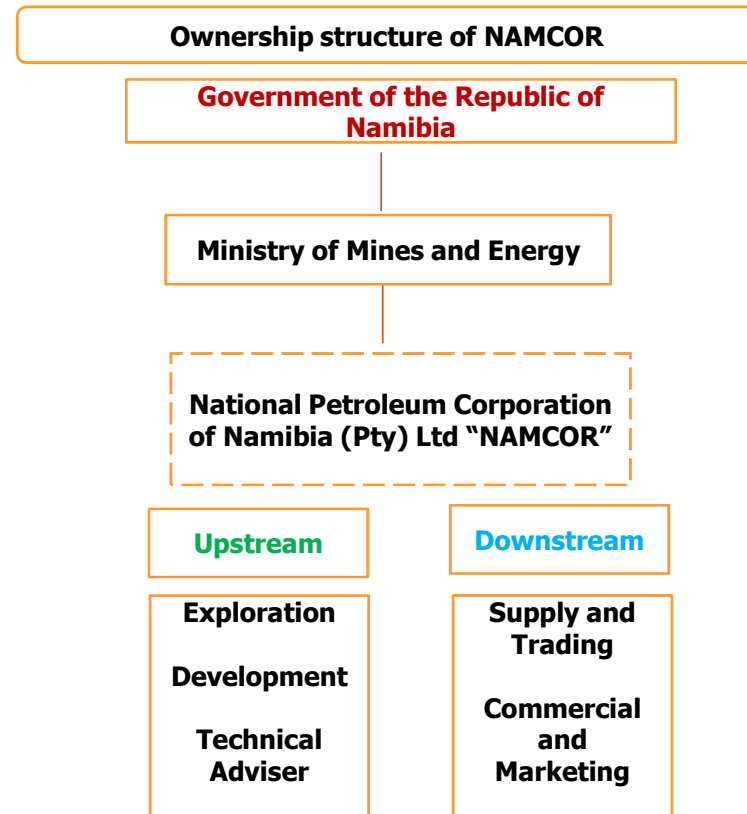 Ownership structure of NAMCOR
Government of the Republic of
Namibia
Ministry of Mines and Energy
National Petroleum Corporation
of Namibia (Pty) Ltd “NAMCOR”
Upstream
Exploration
Development
Technical
Adviser
Downstream
Supply and
Trading
Commercial
and
Marketing